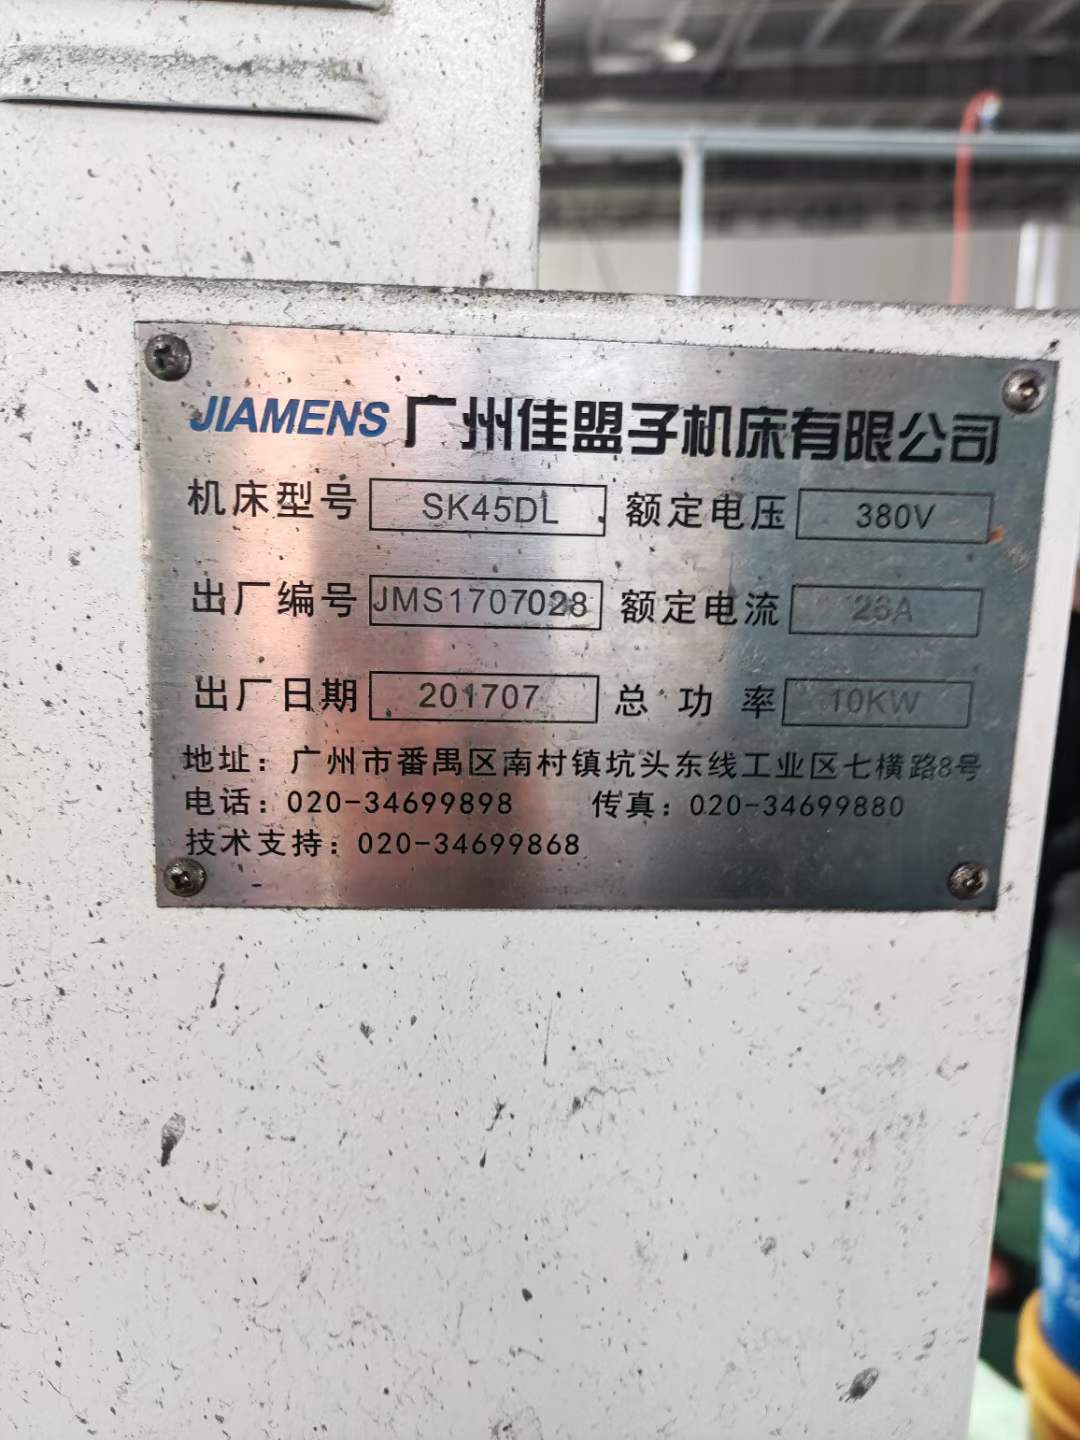 JIAMENS 广州佳盟子机床有限公司
机床型号 SK45DL 额定电压 380V
出厂编号 JMS1707028 额定电流 26A
出厂日期 201707 总功率 10KW
地址：广州市番禺区南村镇坑头东线工业区七横路8号
电话：020-34699898 传真：020-34699880
技术支持：020-34699868